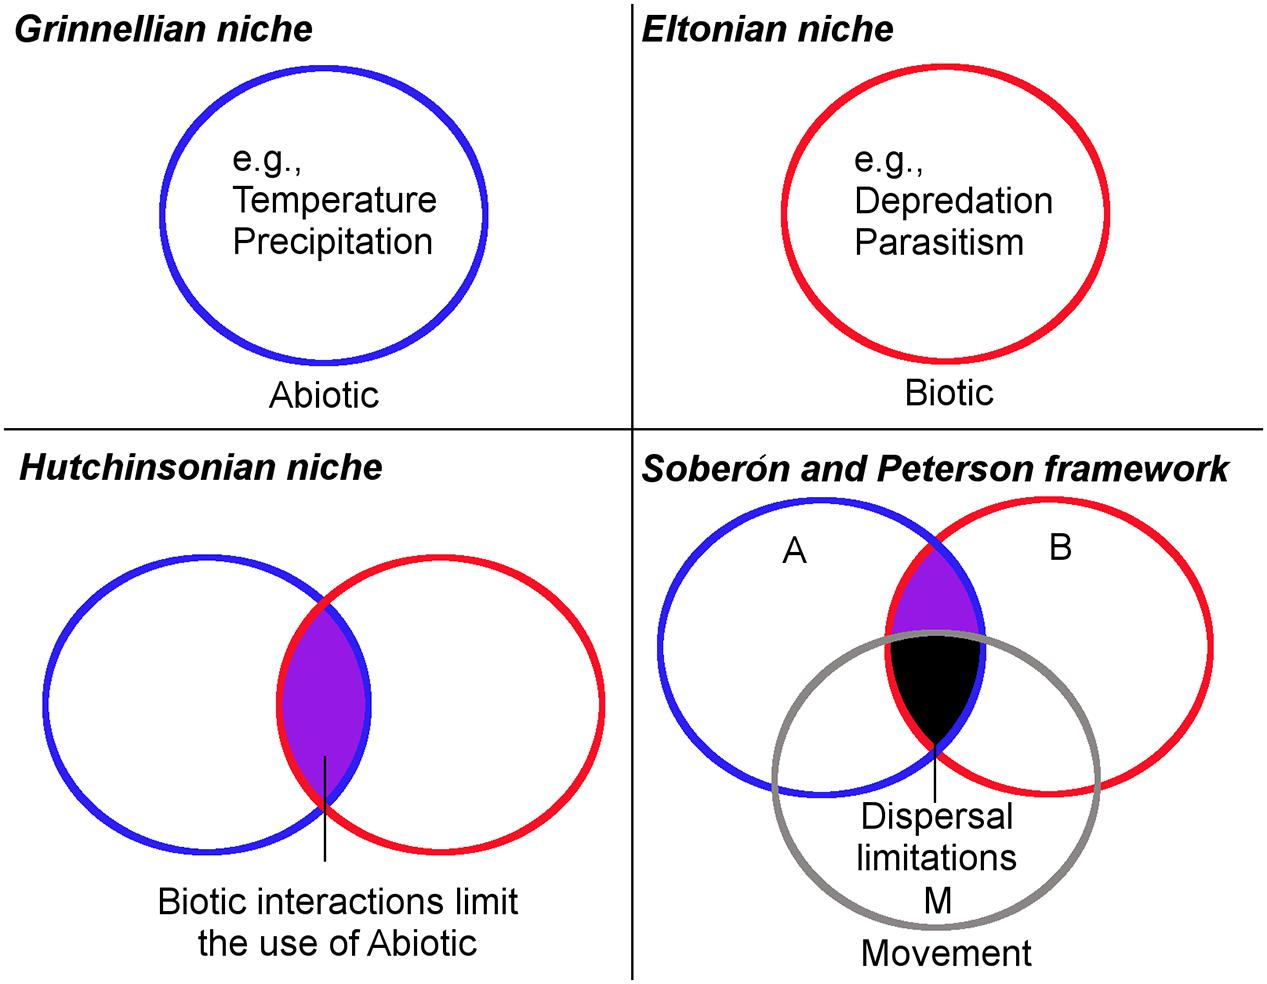 Grinnellian niche
e.g.,
Temperature
Precipitation
Abiotic
Eltonian niche
e.g.,
Depredation
Parasitism
Biotic
Hutchinsonian niche
Biotic interactions limit
the use of Abiotic
Soberón and Peterson framework
A
B
Dispersal
limitations
M
Movement